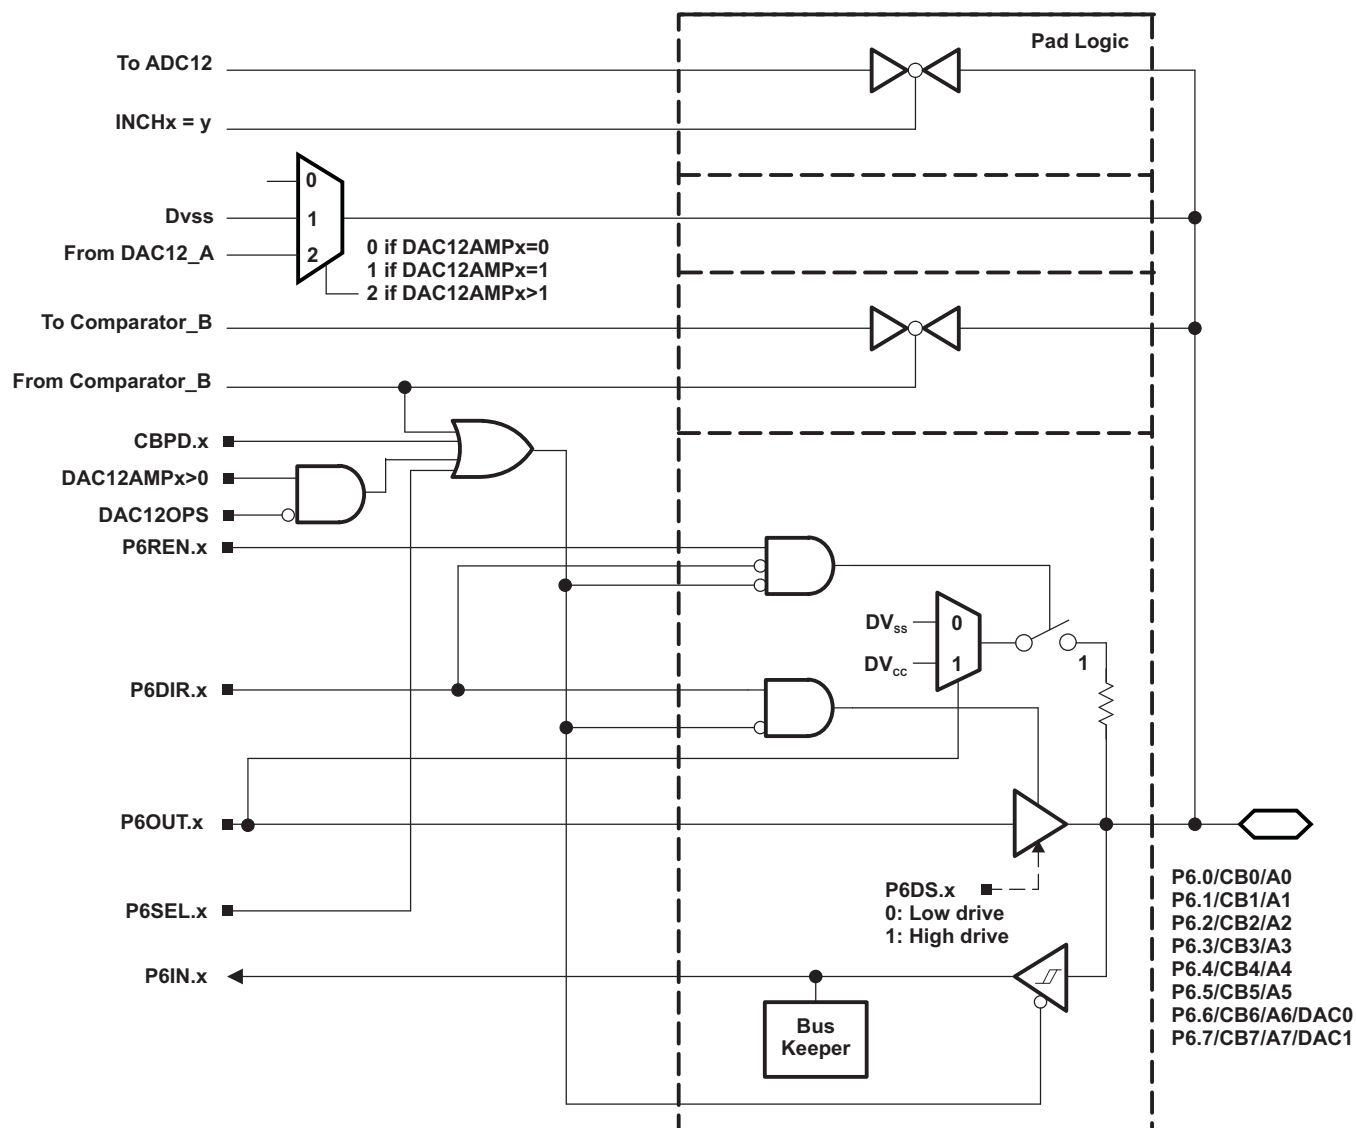 Pad Logic
To ADC12
INCHx = y
0
Dvss
1
From DAC12_A
2
0 if DAC12AMPx=0
1 if DAC12AMPx=1
2 if DAC12AMPx>1
To Comparator_B
From Comparator_B
CBPD.x
DAC12AMPx>0
DAC12OPS
P6REN.x
DVSS
0
DVCC
1
1
P6DIR.x
P6OUT.x
P6DS.x
0: Low drive
1: High drive
P6SEL.x
P6IN.x
Bus
Keeper
P6.0/CB0/A0
P6.1/CB1/A1
P6.2/CB2/A2
P6.3/CB3/A3
P6.4/CB4/A4
P6.5/CB5/A5
P6.6/CB6/A6/DAC0
P6.7/CB7/A7/DAC1